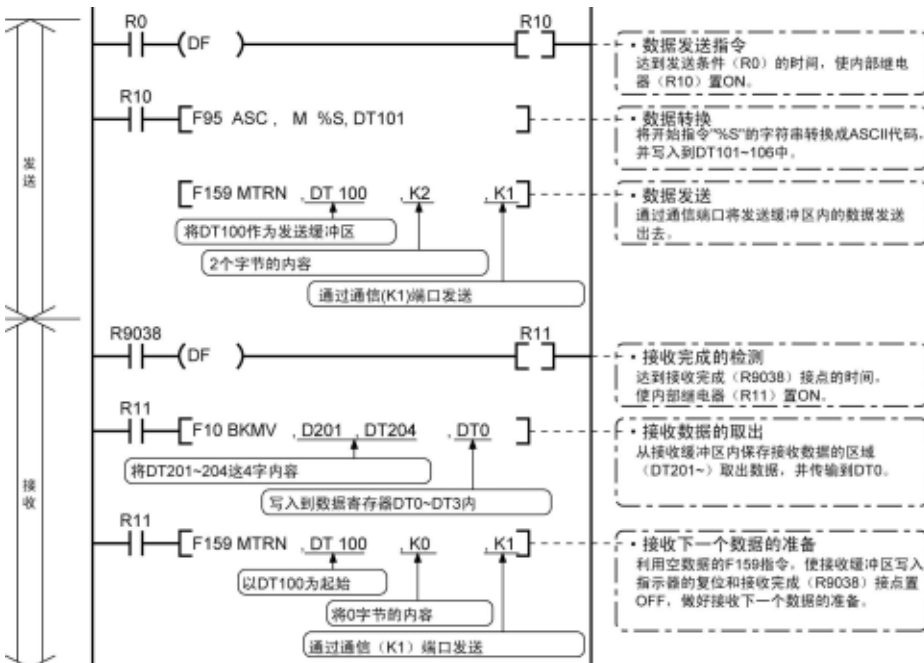 R0
R10
(DF )
・数据发送指令
达到发送条件（R0）的时间，使内部继电
器（R10）置ON。
R10
F95 ASC , M %S, DT101
・数据转换
将开始指令"%S"的字符串转换成ASCII代码，
并写入到DT101~106中。
发
送
F159 MTRN ,DT 100 ,K2 ,K1
・数据发送
通过通信端口将发送缓冲区内的数据发送
出去。
将DT100作为发送缓冲区
2个字节的内容
通过通信(K1)端口发送
R9038
R11
(DF )
・接收完成的检测
达到接收完成（R9038）接点的时间，
使内部继电器（R11）置ON。
R11
F10 BKMV ,D201 ,DT204 ,DT0
・接收数据的取出
从接收缓冲区内保存接收数据的区域
（DT201~）取出数据，并传输到DT0。
将DT201~204这4字内容
写入到数据寄存器DT0~DT3内
接
收
R11
F159 MTRN ,DT 100 ,K0 ,K1
・接收下一个数据的准备
利用空数据的F159指令，使接收缓冲区写入
指示器的复位和接收完成（R9038）接点置
OFF，做好接收下一个数据的准备。
以DT100为起始
将0字节的内容
通过通信（K1）端口发送